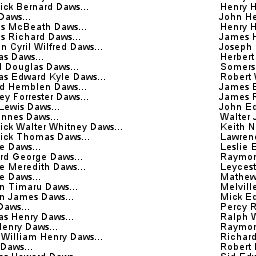 ick Bernard Daws... Henry H
Daws... John He
s McBeath Daws... Henry H
s Richard Daws... James H
n Cyril Wilfred Daws... Joseph
as Daws... Herbert
l Douglas Daws... Somers
as Edward Kyle Daws... Robert W
d Hemblen Daws... James E
ey Forrester Daws... James F
Lewis Daws... John Ed
nnes Daws... Walter J
ick Walter Whitney Daws... Keith N
ick Thomas Daws... Lawrenc
e Daws... Leslie E
rd George Daws... Raymon
e Meredith Daws... Leycest
e Daws... Mathew
n Timaru Daws... Melville
n James Daws... Mick Ed
Daws... Percy R
as Henry Daws... Ralph W
Henry Daws... Raymon
William Henry Daws... Richard
Daws... Robert